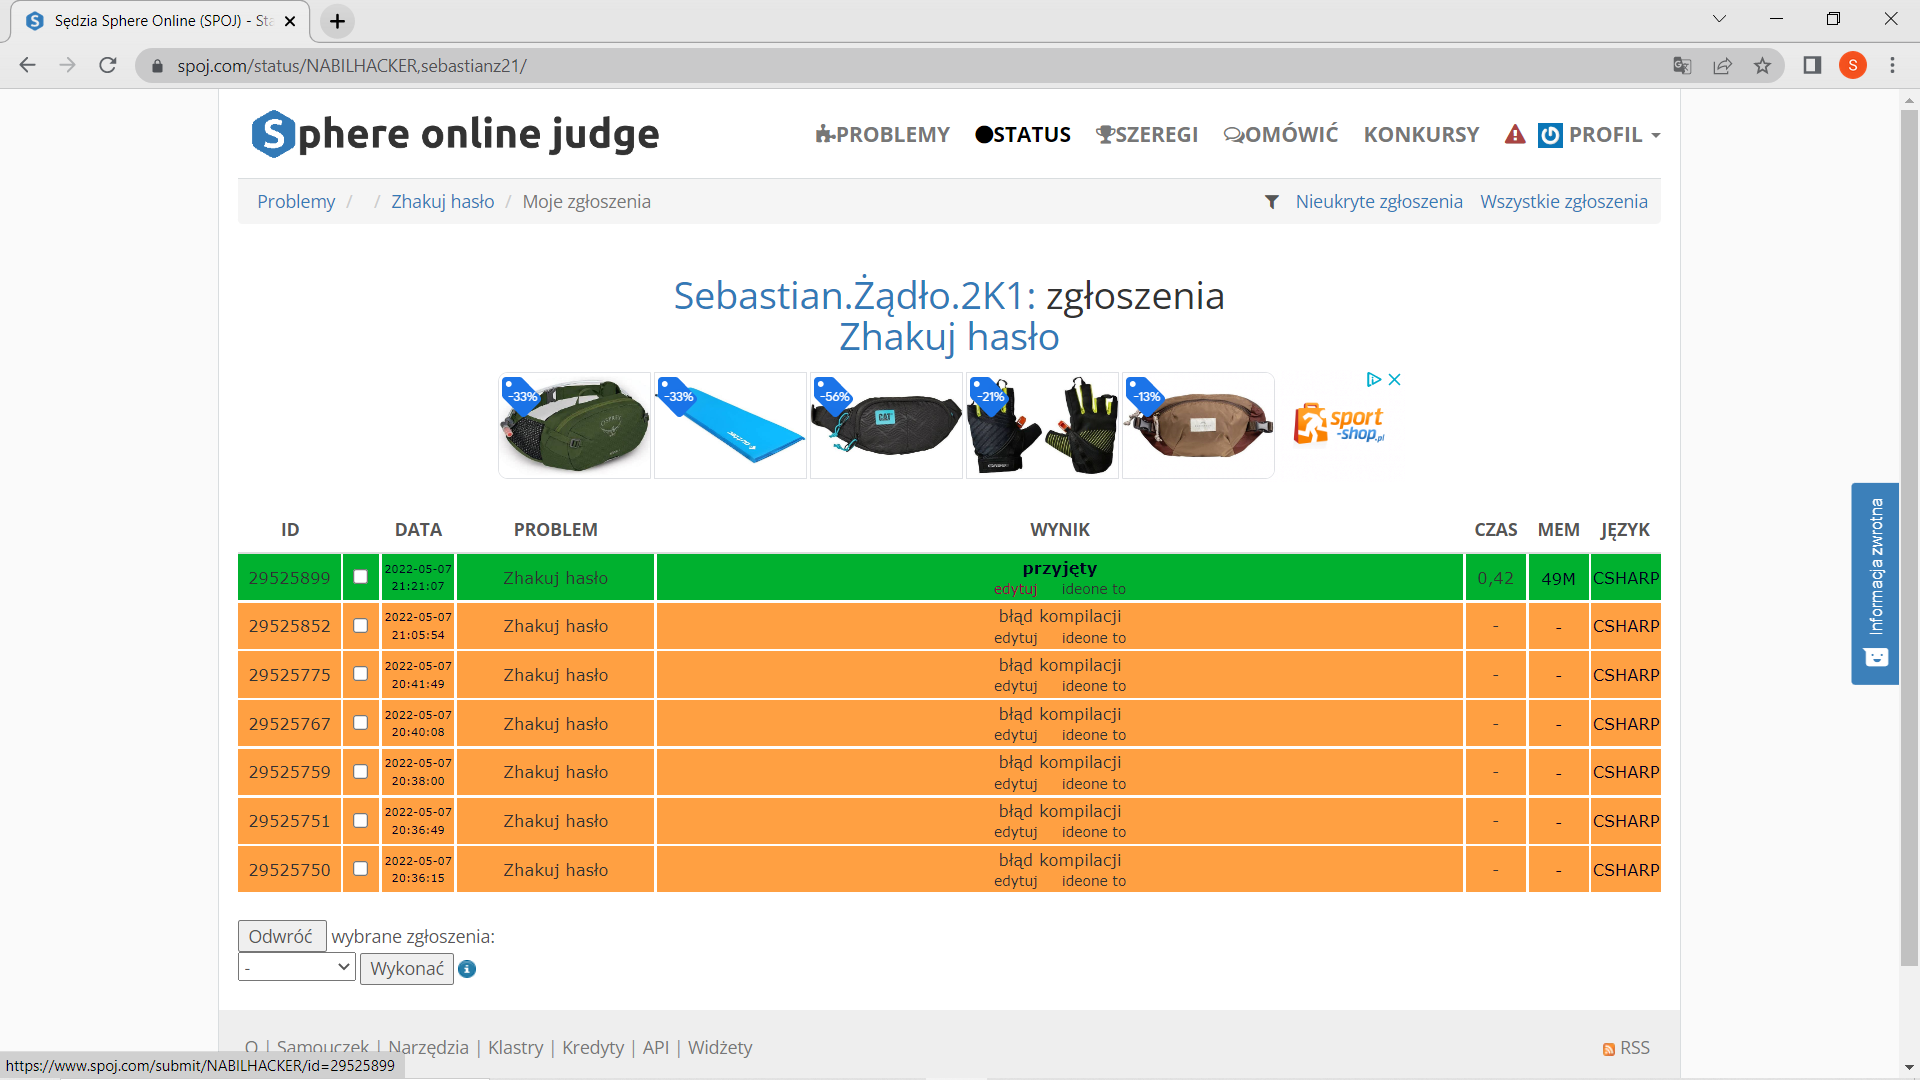 Sędzia Sphere Online (SPOJ) - Sta
spoj.com/status/NABILHACKER,sebastianz21/
S
Sphere online judge
PROBLEMY STATUS SZEREGI OMÓWIĆ KONKURSY PROFIL
Problemy / / Zhakuj hasło / Moje zgłoszenia
Nieukryte zgłoszenia Wszystkie zgłoszenia
Sebastian.Żądło.2K1: zgłoszenia
Zhakuj hasło
-33% -33% -56% -21% -13%
CAT
sport
-shop.pl
ID DATA PROBLEM WYNIK CZAS MEM JĘZYK
29525899 2022-05-07 21:21:07 Zhakuj hasło przyjęty 0,42 49M CSHARP
edytuj ideone to
29525852 2022-05-07 21:05:54 Zhakuj hasło błąd kompilacji - - CSHARP
edytuj ideone to
29525775 2022-05-07 20:41:49 Zhakuj hasło błąd kompilacji - - CSHARP
edytuj ideone to
29525767 2022-05-07 20:40:08 Zhakuj hasło błąd kompilacji - - CSHARP
edytuj ideone to
29525759 2022-05-07 20:38:00 Zhakuj hasło błąd kompilacji - - CSHARP
edytuj ideone to
29525751 2022-05-07 20:36:49 Zhakuj hasło błąd kompilacji - - CSHARP
edytuj ideone to
29525750 2022-05-07 20:36:15 Zhakuj hasło błąd kompilacji - - CSHARP
edytuj ideone to
Informacja zwrotna
Odwróć wybrane zgłoszenia:
- Wykonać
O | Samouczek | Narzędzia | Klastry | Kredyty | API | Widżety
RSS
https://www.spoj.com/submit/NABILHACKER/id=29525899